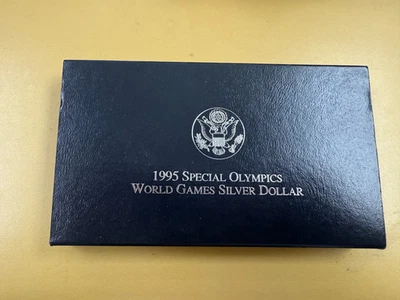 1995 SPECIAL OLYMPICS
WORLD GAMES SILVER DOLLAR